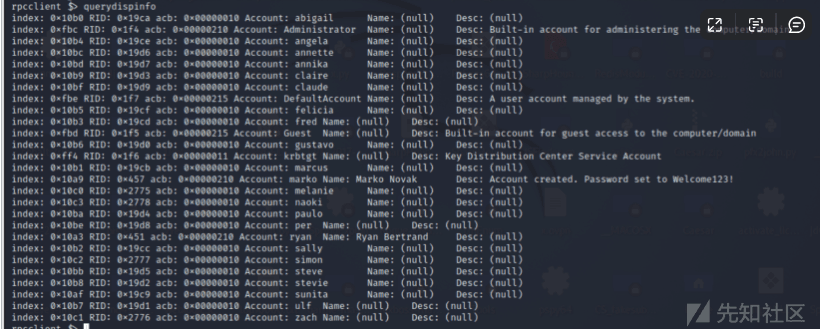 rpcclient $> querydispinfo
index: 0×10b0 RID: 0×19ca acb: 0×00000010 Account: abigail Name: (null) Desc: (null)
index: 0×fbc RID: 0×1f4 acb: 0×00000210 Account: Administrator Name: (null) Desc: Built-in account for administering the computer/domain
index: 0×10b4 RID: 0×19ce acb: 0×00000010 Account: angela Name: (null) Desc: (null)
index: 0×10bc RID: 0×19d6 acb: 0×00000010 Account: annette Name: (null) Desc: (null)
index: 0×10bd RID: 0×19d7 acb: 0×00000010 Account: annika Name: (null) Desc: (null)
index: 0×10b9 RID: 0×19d3 acb: 0×00000010 Account: claire Name: (null) Desc: (null)
index: 0×10bf RID: 0×19d9 acb: 0×00000010 Account: claude Name: (null) Desc: (null)
index: 0×fbe RID: 0×1f7 acb: 0×00000215 Account: DefaultAccount Name: (null) Desc: A user account managed by the system.
index: 0×10b5 RID: 0×19cf acb: 0×00000010 Account: felicia Name: (null) Desc: (null)
index: 0×10b3 RID: 0×19cd acb: 0×00000010 Account: fred Name: (null) Desc: (null)
index: 0×fbd RID: 0×1f5 acb: 0×00000215 Account: Guest Name: (null) Desc: Built-in account for guest access to the computer/domain
index: 0×10b6 RID: 0×19d0 acb: 0×00000010 Account: gustavo Name: (null) Desc: (null)
index: 0×ff4 RID: 0×1f6 acb: 0×00000011 Account: krbtgt Name: (null) Desc: Key Distribution Center Service Account
index: 0×10b1 RID: 0×19cb acb: 0×00000010 Account: marcus Name: (null) Desc: (null)
index: 0×10a9 RID: 0×457 acb: 0×00000210 Account: marko Name: Marko Novak Desc: Account created. Password set to Welcome123!
index: 0×10c0 RID: 0×2775 acb: 0×00000010 Account: melanie Name: (null) Desc: (null)
index: 0×10c3 RID: 0×2778 acb: 0×00000010 Account: naoki Name: (null) Desc: (null)
index: 0×10ba RID: 0×19d4 acb: 0×00000010 Account: paulo Name: (null) Desc: (null)
index: 0×10be RID: 0×19d8 acb: 0×00000010 Account: per Name: (null) Desc: (null)
index: 0×10a3 RID: 0×451 acb: 0×00000210 Account: ryan Name: Ryan Bertrand Desc: (null)
index: 0×10b2 RID: 0×19cc acb: 0×00000010 Account: sally Name: (null) Desc: (null)
index: 0×10c2 RID: 0×2777 acb: 0×00000010 Account: simon Name: (null) Desc: (null)
index: 0×10bb RID: 0×19d5 acb: 0×00000010 Account: steve Name: (null) Desc: (null)
index: 0×10b8 RID: 0×19d2 acb: 0×00000010 Account: stevie Name: (null) Desc: (null)
index: 0×10af RID: 0×19c9 acb: 0×00000010 Account: sunita Name: (null) Desc: (null)
index: 0×10b7 RID: 0×19d1 acb: 0×00000010 Account: ulf Name: (null) Desc: (null)
index: 0×10c1 RID: 0×2776 acb: 0×00000010 Account: zach Name: (null) Desc: (null)
rpcclient $>
先知社区